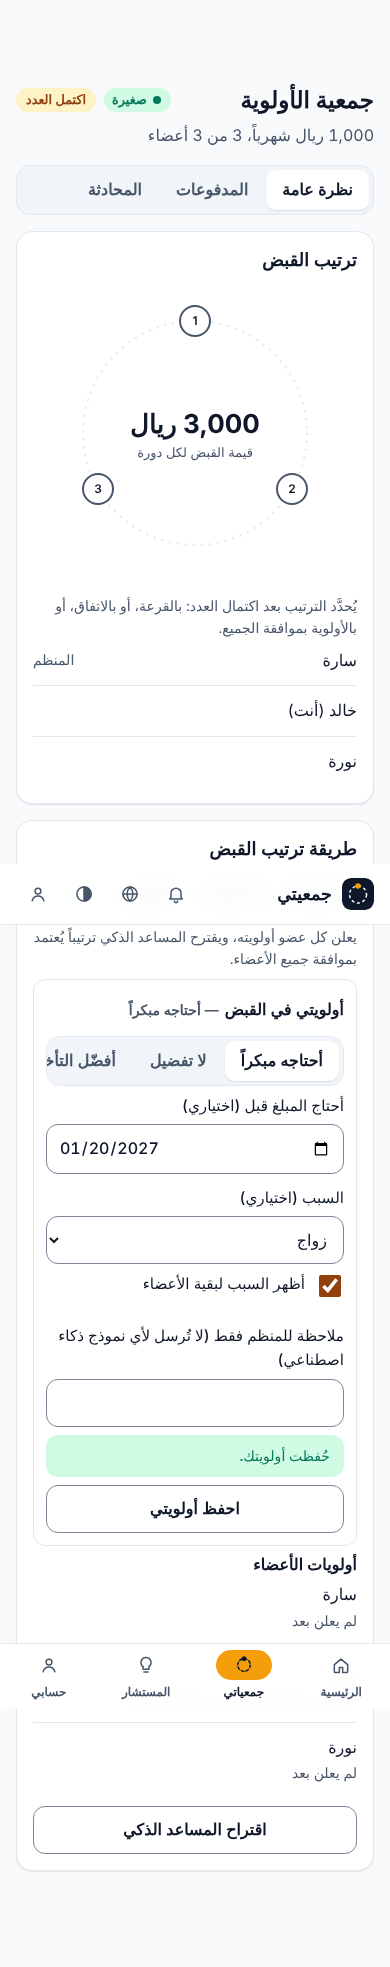 جمعية الأولوية
صغيرة
اكتمل العدد
1,000 ريال شهرياً، 3 من 3 أعضاء
نظرة عامة
المدفوعات
المحادثة
ترتيب القبض
1
3,000 ريال
قيمة القبض لكل دورة
2
3
يُحدَّد الترتيب بعد اكتمال العدد: بالقرعة، أو بالاتفاق، أو
بالأولوية بموافقة الجميع.
سارة
المنظم
خالد (أنت)
نورة
طريقة ترتيب القبض
جمعيتي
يعلن كل عضو أولويته، ويقترح المساعد الذكي ترتيباً يُعتمد
بموافقة جميع الأعضاء.
أولويتي في القبض — أحتاجه مبكراً
أحتاجه مبكراً
لا تفضيل
أفضّل التأخ
أحتاج المبلغ قبل (اختياري)
01/20/2027
السبب (اختياري)
زواج
أظهر السبب لبقية الأعضاء
ملاحظة للمنظم فقط (لا تُرسل لأي نموذج ذكاء
اصطناعي)
حُفظت أولويتك.
احفظ أولويتي
أولويات الأعضاء
سارة
لم يعلن بعد
الرئيسية
جمعياتي
المستشار
حسابي
نورة
لم يعلن بعد
اقتراح المساعد الذكي